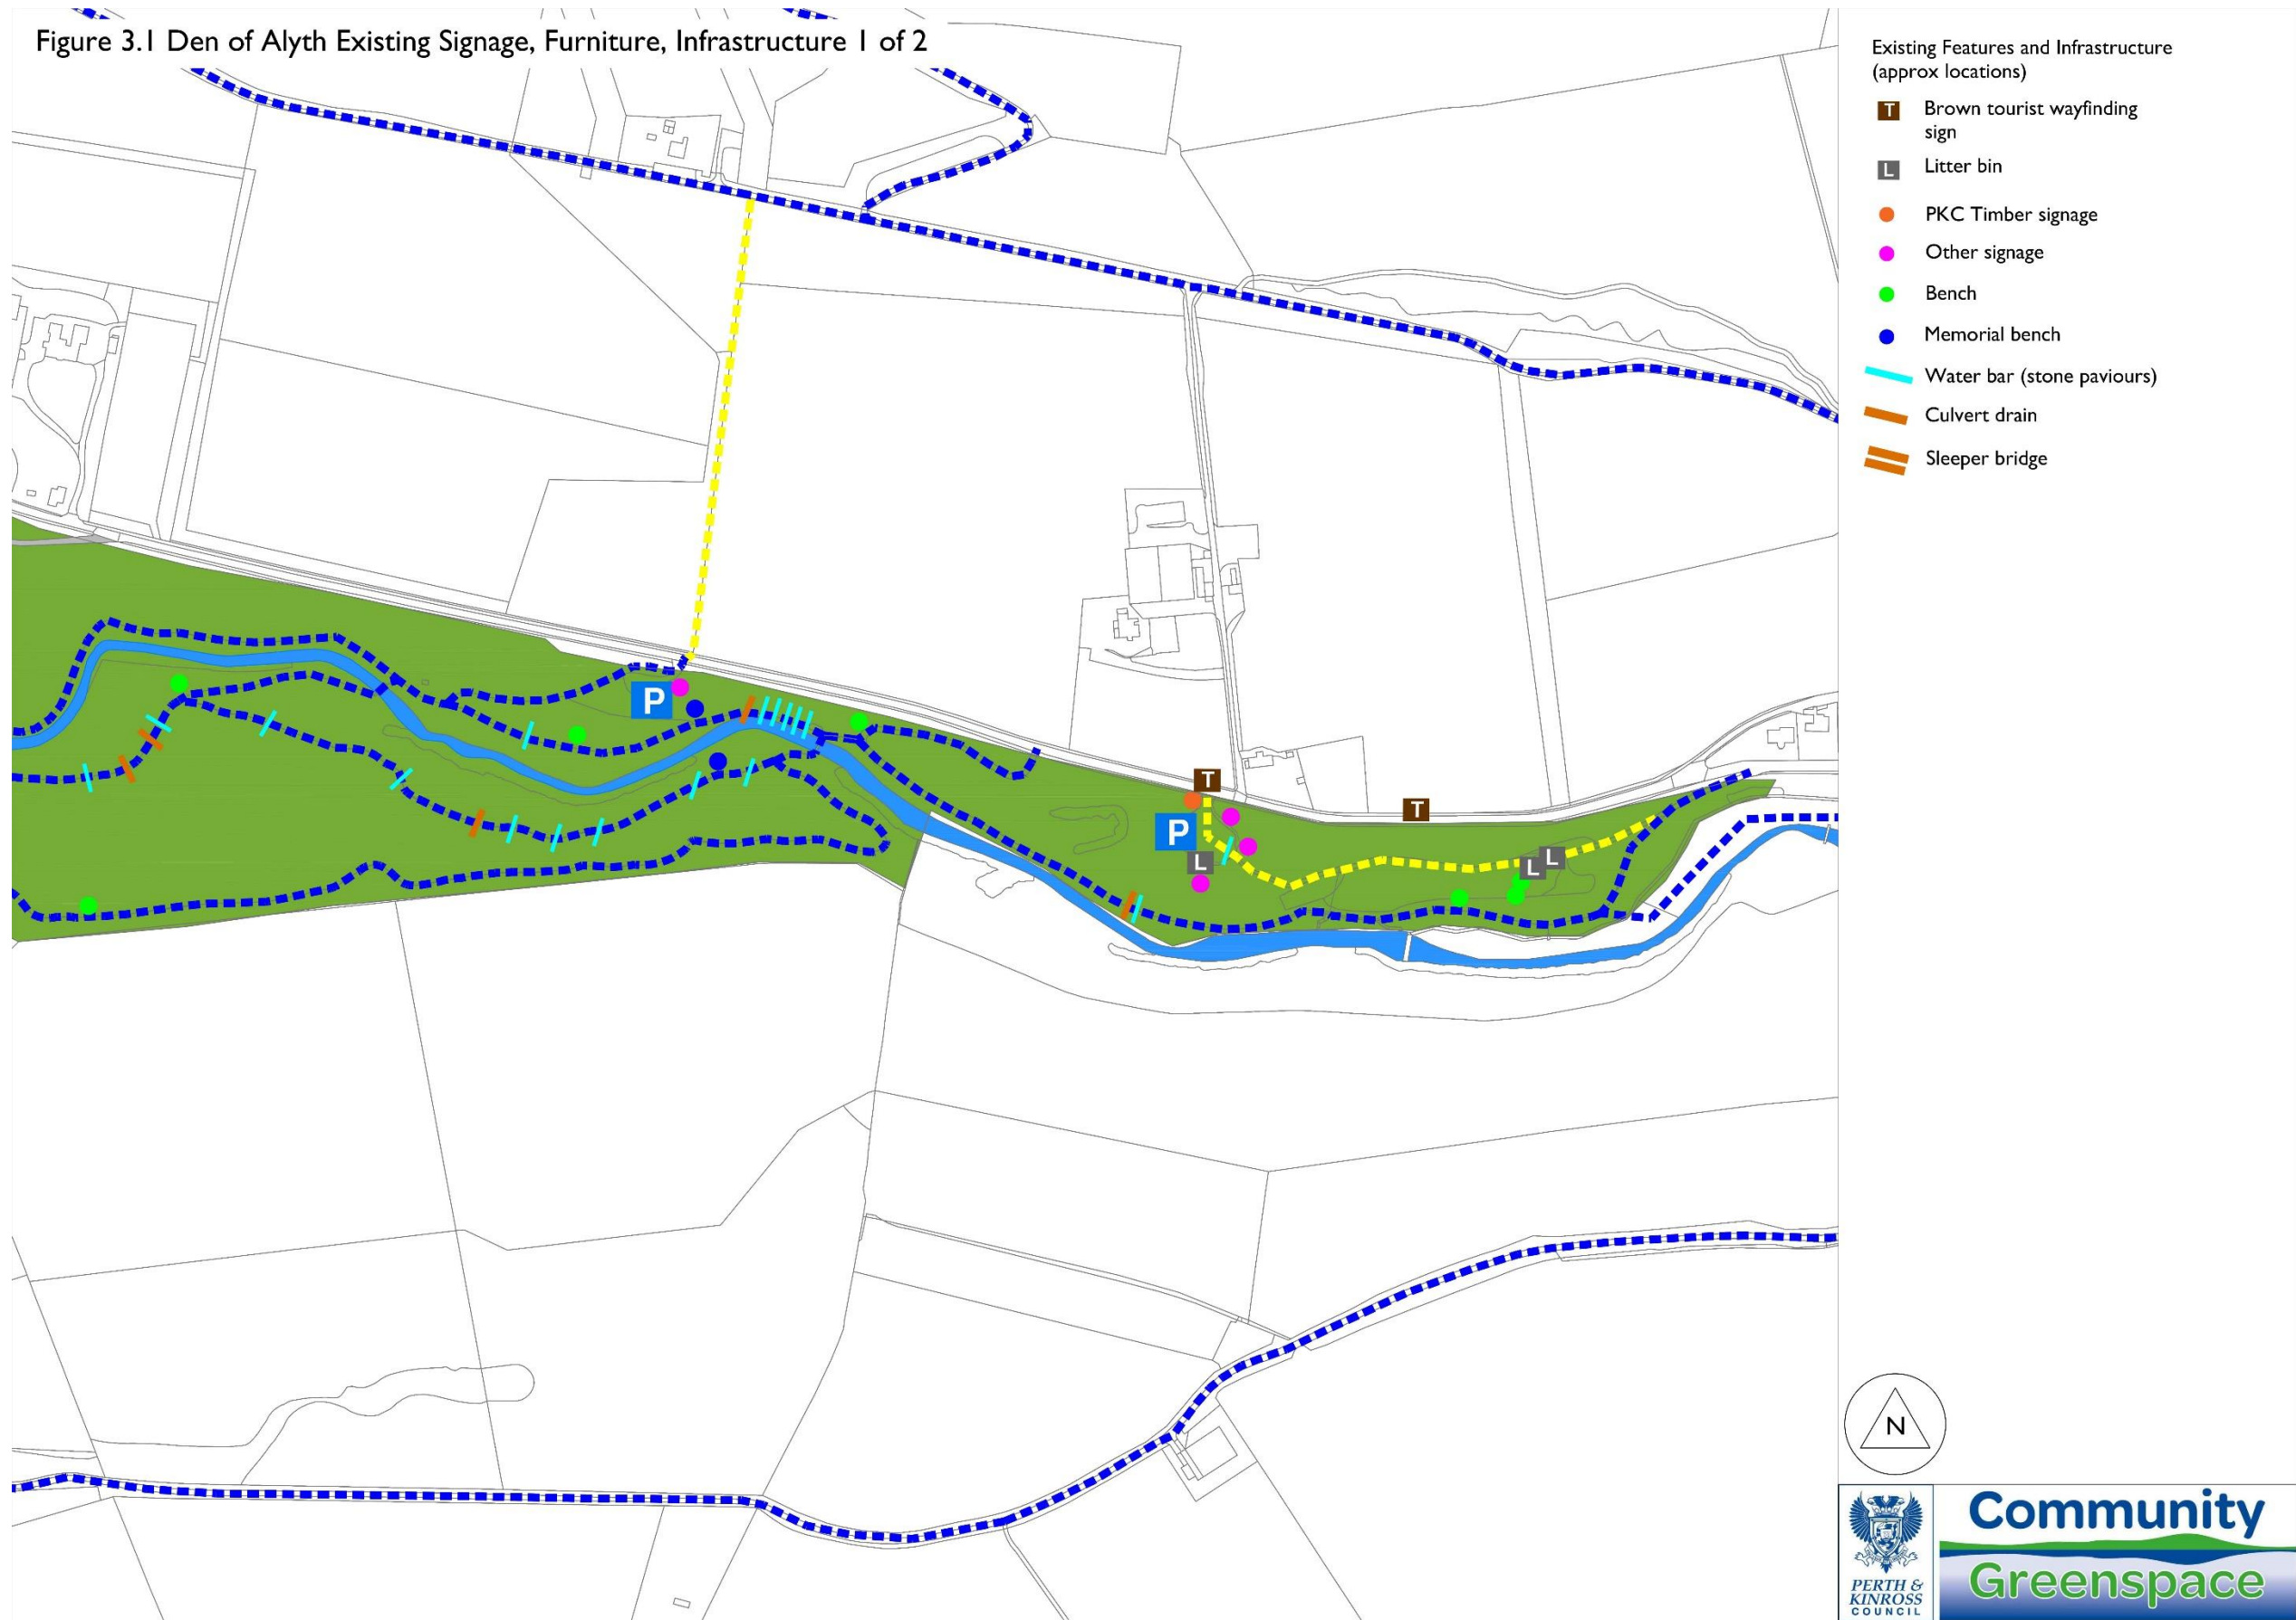 Figure 3.1 Den of Alyth Existing Signage, Furniture, Infrastructure 1 of 2
Existing Features and Infrastructure
(approx locations)
T Brown tourist wayfinding
sign
L Litter bin
PKC Timber signage
Other signage
Bench
Memorial bench
Water bar (stone paviours)
Culvert drain
Sleeper bridge
P
T
T
P
L
L
L
N
PERTH &
KINROSS
COUNCIL
Community
Greenspace